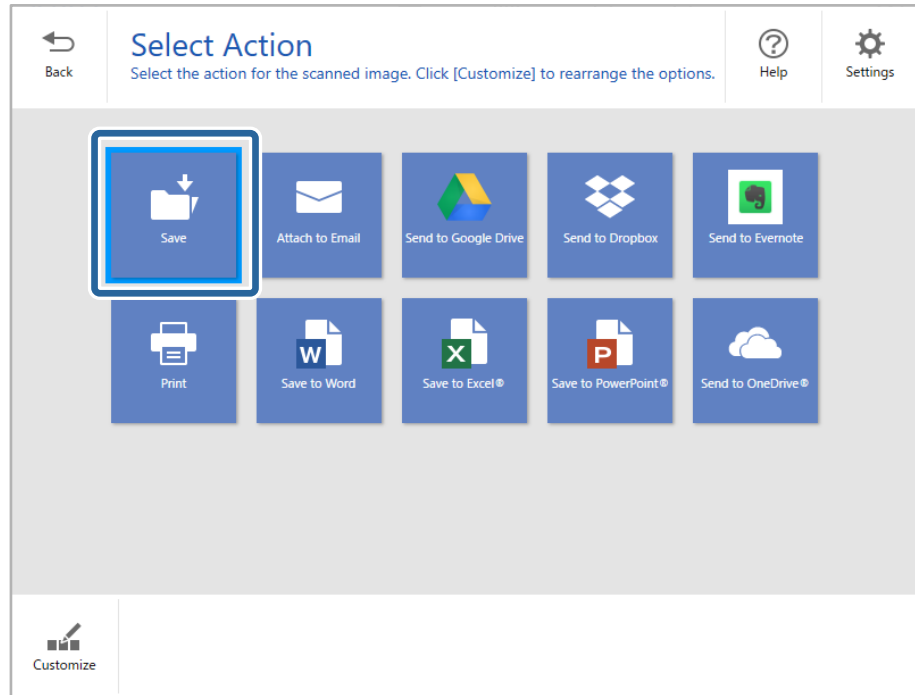 Back
Select Action
Select the action for the scanned image. Click [Customize] to rearrange the options.
Help
Settings
Save
Attach to Email
Send to Google Drive
Send to Dropbox
Send to Evernote
Print
W
Save to Word
X
Save to Excel®
P
Save to PowerPoint®
Send to OneDrive®
Customize